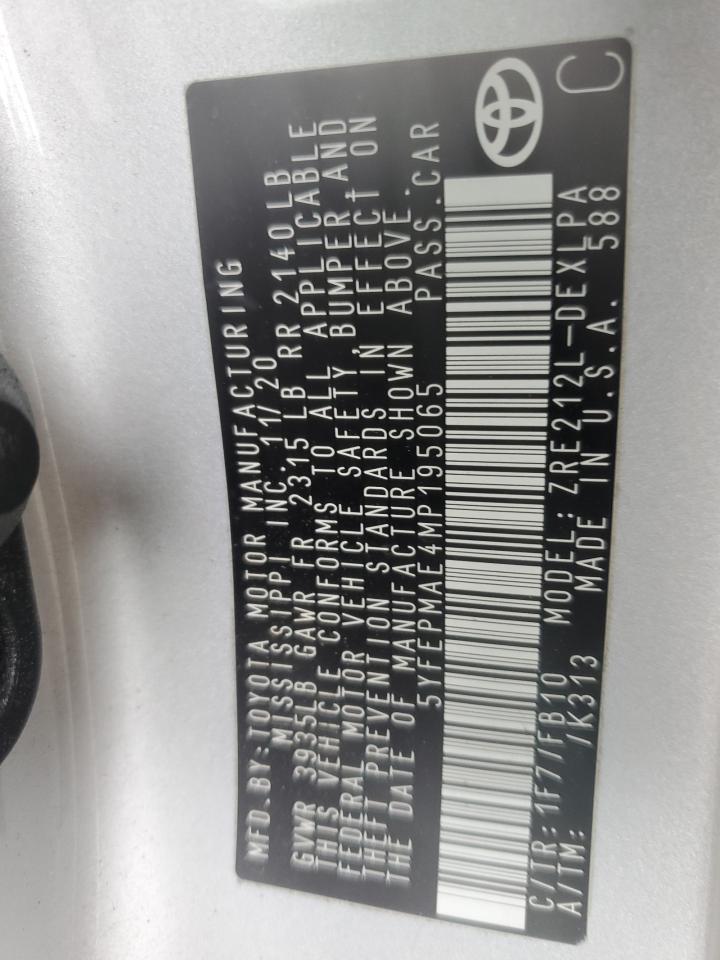 MFD.BY:TOYOTA MOTOR MANUFACTURING
MISSISSIPPI INC. 11/20
GVWR 3935LB GAWR FR 2315 LB RR 2140 LB
THIS VEHICLE CONFORMS TO ALL APPLICABLE
FEDERAL MOTOR VEHICLE SAFETY, BUMPER, AND
THEFT PREVENTION STANDARDS IN EFFECT ON
THE DATE OF MANUFACTURE SHOWN ABOVE.
5YFEPMAE4MP195065 PASS.CAR
C/TR: 1F7/FB10 MODEL: ZRE212L-DEXLPA
A/TM: /K313 MADE IN U.S.A. 588
C